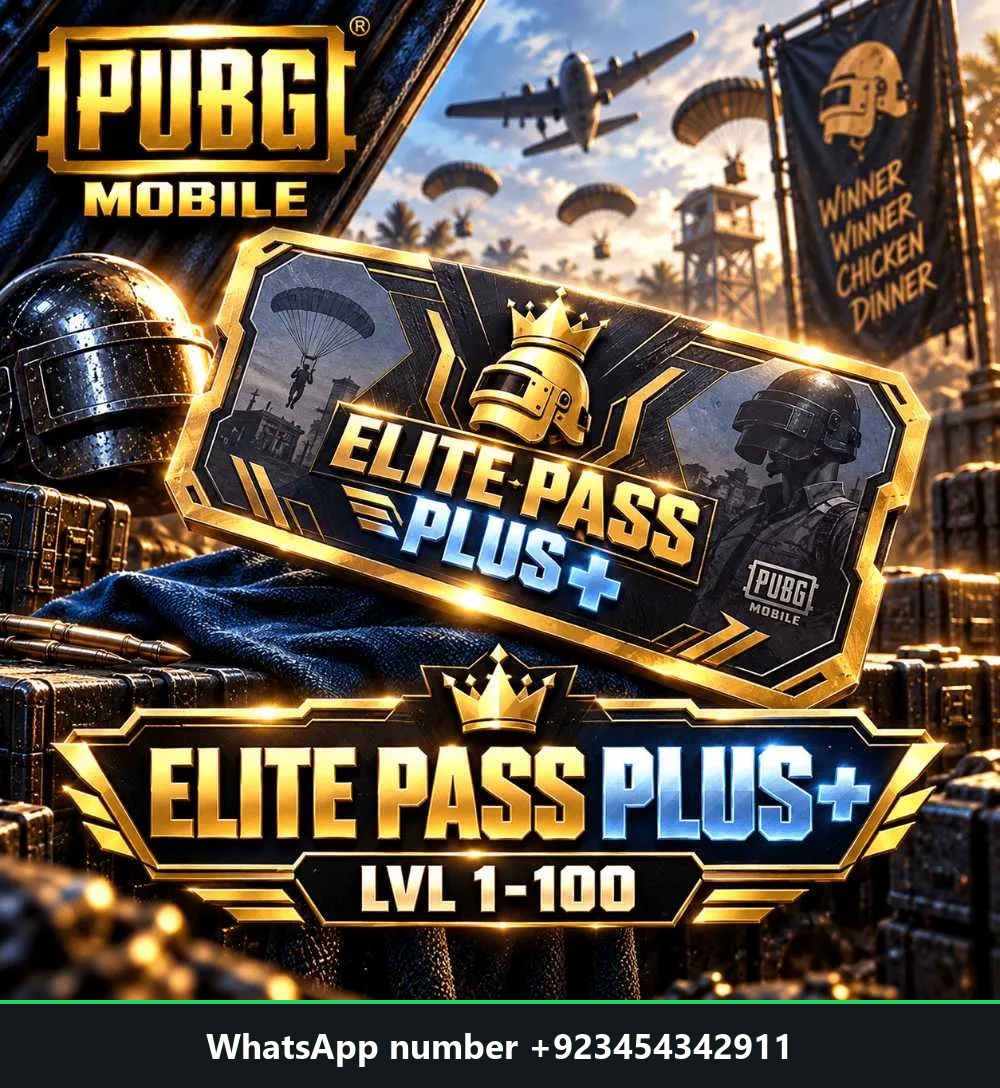 PUBG®
MOBILE
WINNER
WINNER
CHICKEN
DINNER
ELITE PASS
PLUS+
PUBG
MOBILE
ELITE PASS PLUS+
LVL 1-100
WhatsApp number +923454342911